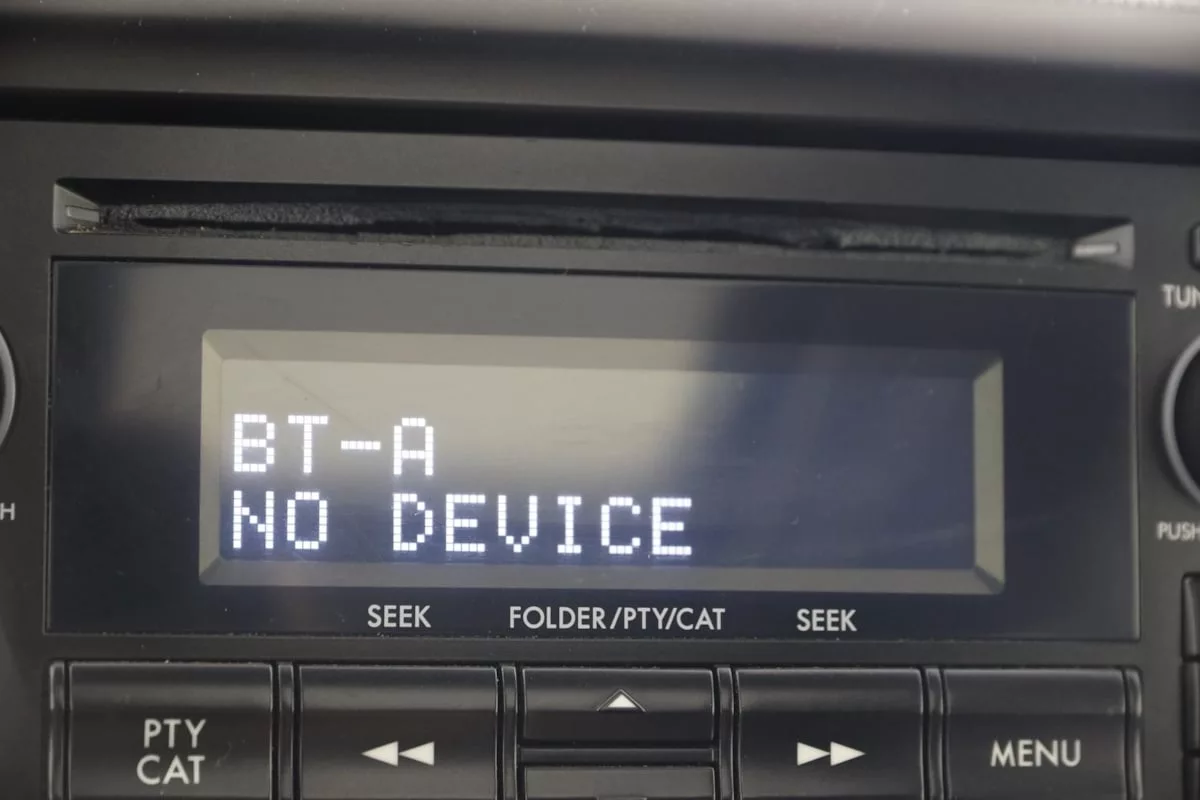 TUN
BT-A
NO DEVICE
H
PUSH
SEEK FOLDER/PTY/CAT SEEK
PTY
CAT
MENU